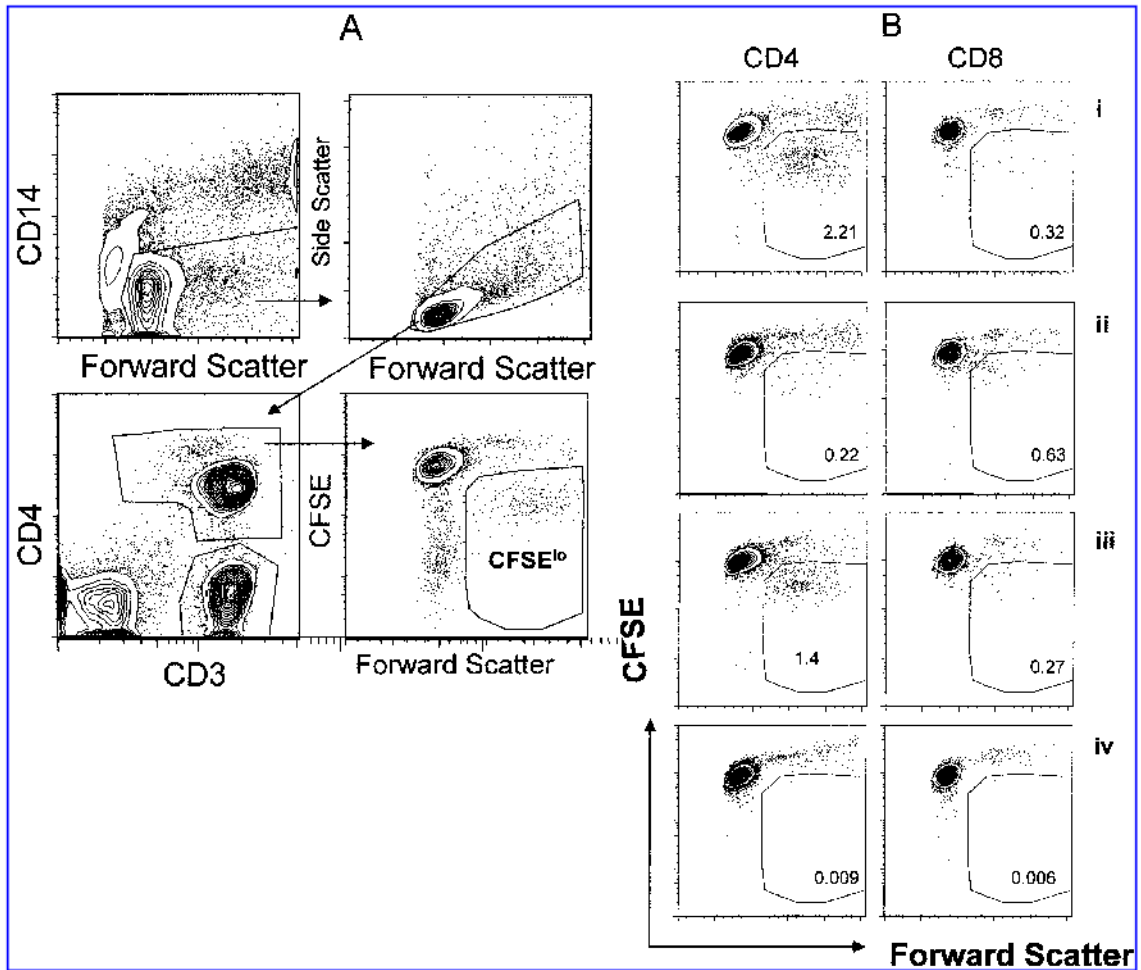 A
CD14
Forward Scatter
Side Scatter
Forward Scatter
CD4
CD3
CFSE
CFSElo
Forward Scatter
B
CD4
CD8
i
2.21
0.32
ii
0.22
0.63
iii
1.4
0.27
iv
0.009
0.006
CFSE
Forward Scatter